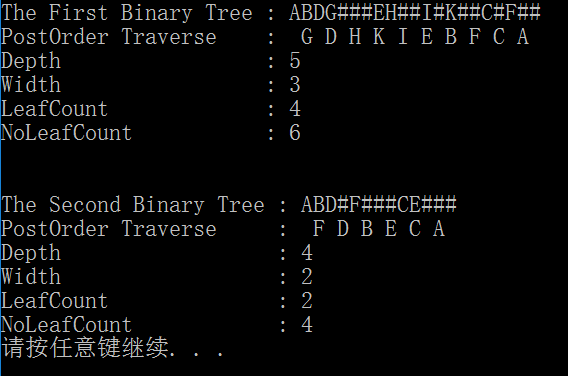 The First Binary Tree : ABDG###EH##I#K##C#F##
PostOrder Traverse    :  G D H K I E B F C A
Depth                 : 5
Width                 : 3
LeafCount             : 4
NoLeafCount           : 6
The Second Binary Tree : ABD#F###CE###
PostOrder Traverse     :  F D B E C A
Depth                  : 4
Width                  : 2
LeafCount              : 2
NoLeafCount            : 4
请按任意键继续. . .